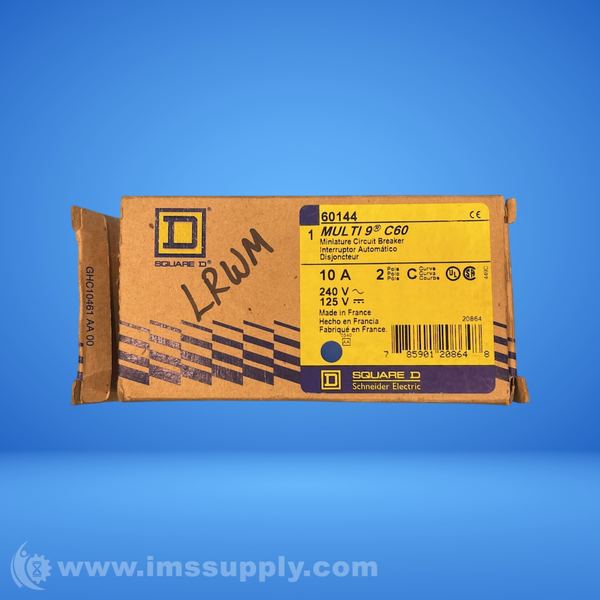 GHC10461 AA 00
SQUARE D
LRWM
60144
CE
1 MULTI 9® C60
Miniature Circuit Breaker
Interruptor Automático
Disjoncteur
10 A
2 Pole Polo Pôle
C Curve Curva Courbe
240 V ~
125 V
Made in France
Hecho en Francia
Fabriqué en France.
20864
7 85901 20864 8
SQUARE D
Schneider Electric
www.imssupply.com